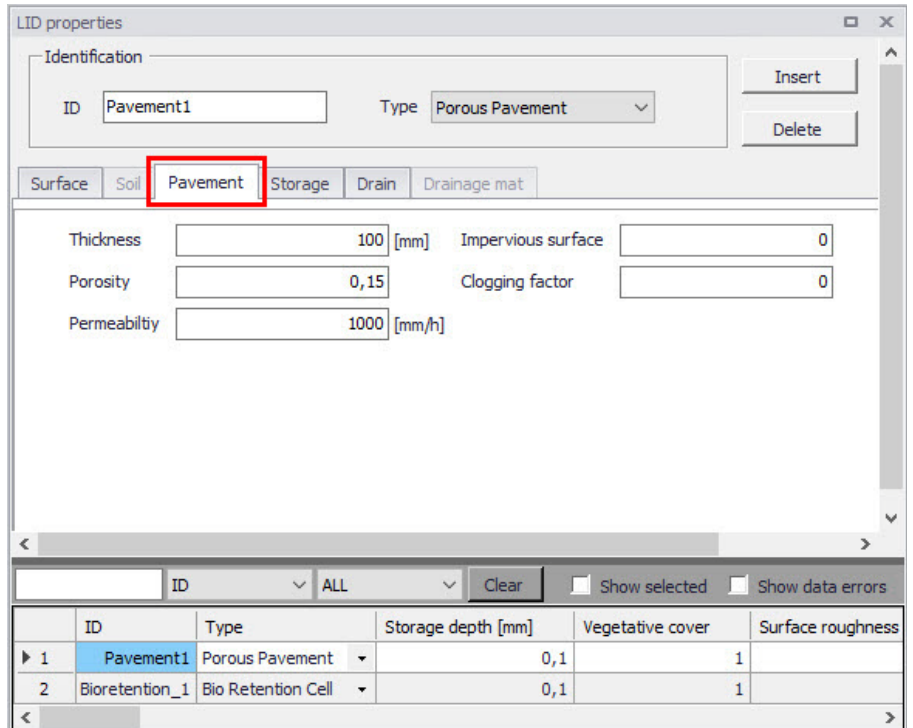 LID properties
Identification
ID Pavement1 Type Porous Pavement
Insert
Delete
Surface Soil Pavement Storage Drain Drainage mat
Thickness 100 [mm] Impervious surface 0
Porosity 0,15 Clogging factor 0
Permeabiltiy 1000 [mm/h]
ID ALL Clear Show selected Show data errors
ID Type Storage depth [mm] Vegetative cover Surface roughness
1 Pavement1 Porous Pavement 0,1 1
2 Bioretention_1 Bio Retention Cell 0,1 1